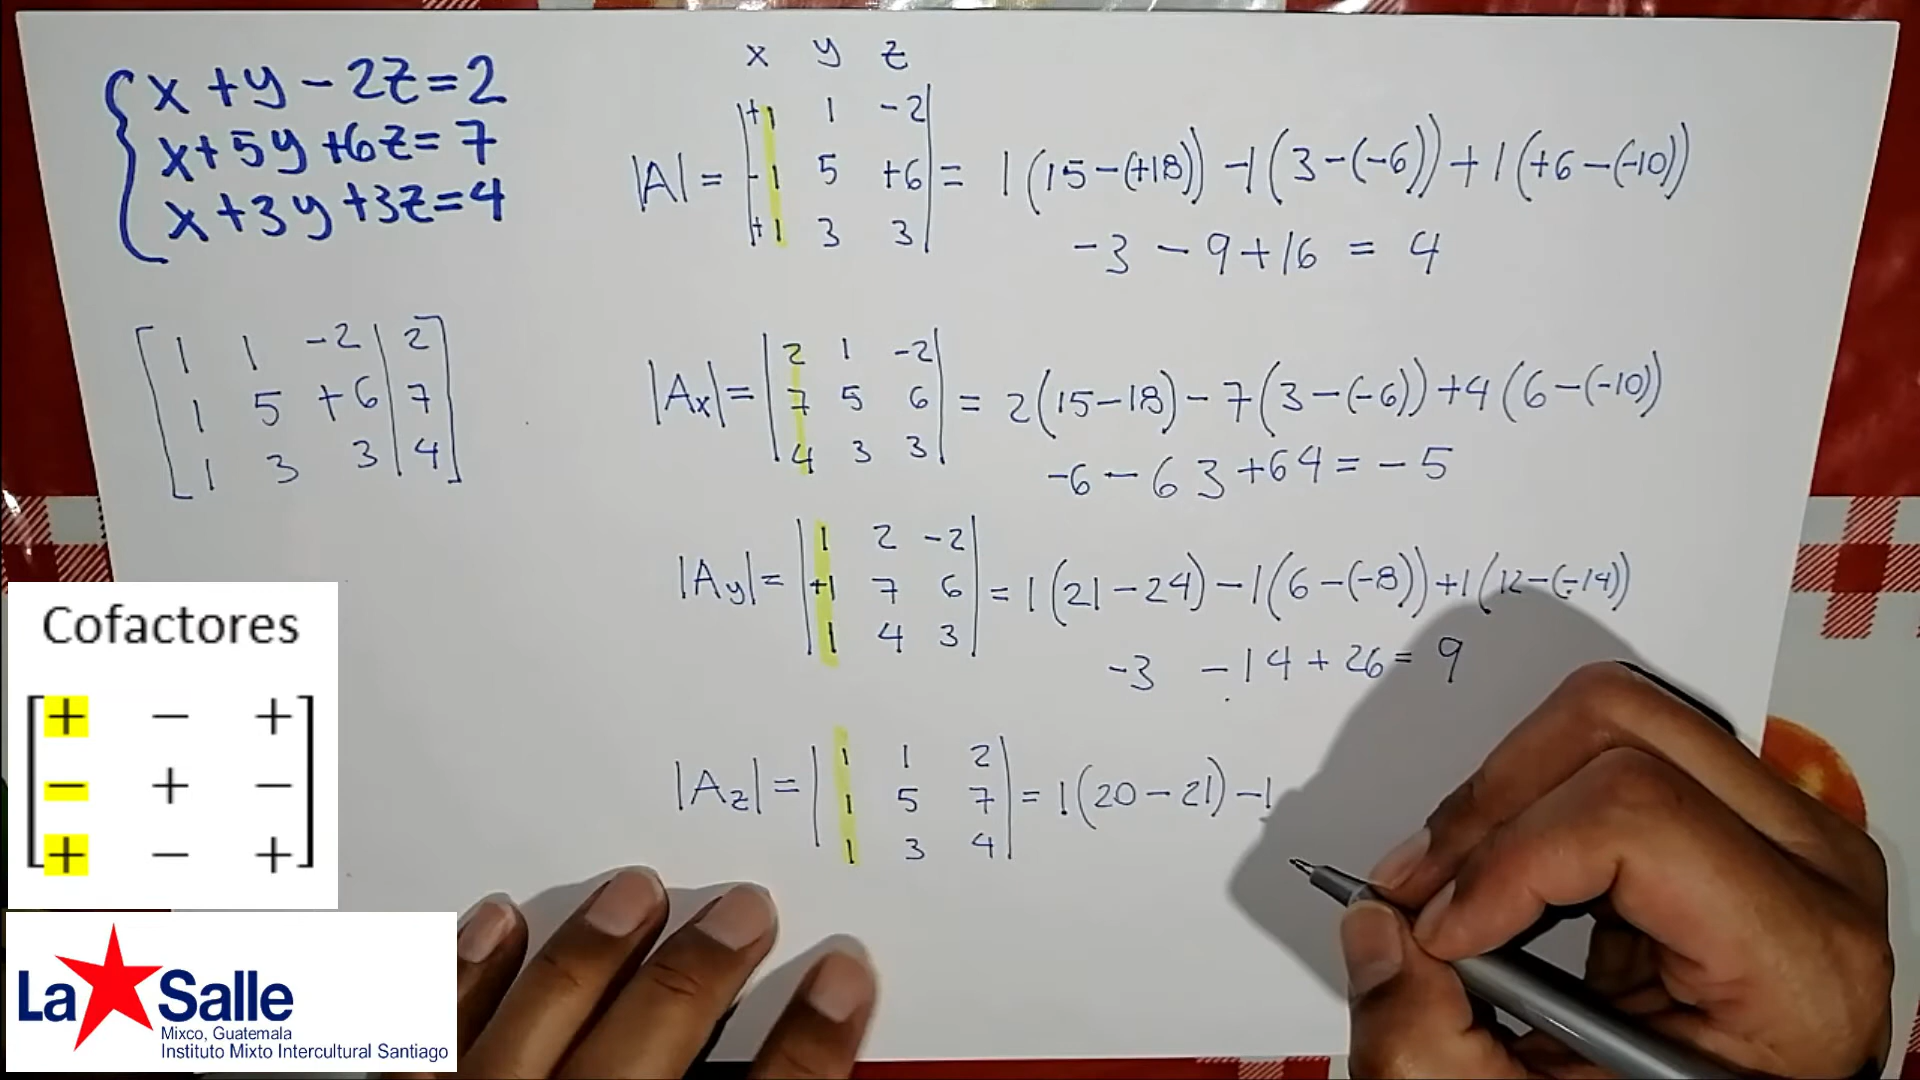 x + y - 2z = 2
x + 5y + 6z = 7
x + 3y + 3z = 4
1 1 -2 | 2
1 5 +6 | 7
1 3 3 | 4
x y z
|A| = | +1 1 -2 | -1 5 +6 | +1 3 3 | = 1(15-(+18)) -1(3-(-6)) +1(+6-(-10))
-3 - 9 + 16 = 4
|Ax| = | 2 1 -2 | 7 5 6 | 4 3 3 | = 2(15-18) - 7(3-(-6)) + 4(6-(-10))
-6 - 63 + 64 = -5
|Ay| = | 1 2 -2 | +1 7 6 | 1 4 3 | = 1(21-24) -1(6-(-8)) +1(12-(-14))
-3 -14 + 26 = 9
|Az| = | 1 1 2 | 1 5 7 | 1 3 4 | = 1(20-21) -1
Cofactores
+ - +
- + -
+ - +
La Salle
Mixco, Guatemala
Instituto Mixto Intercultural Santiago